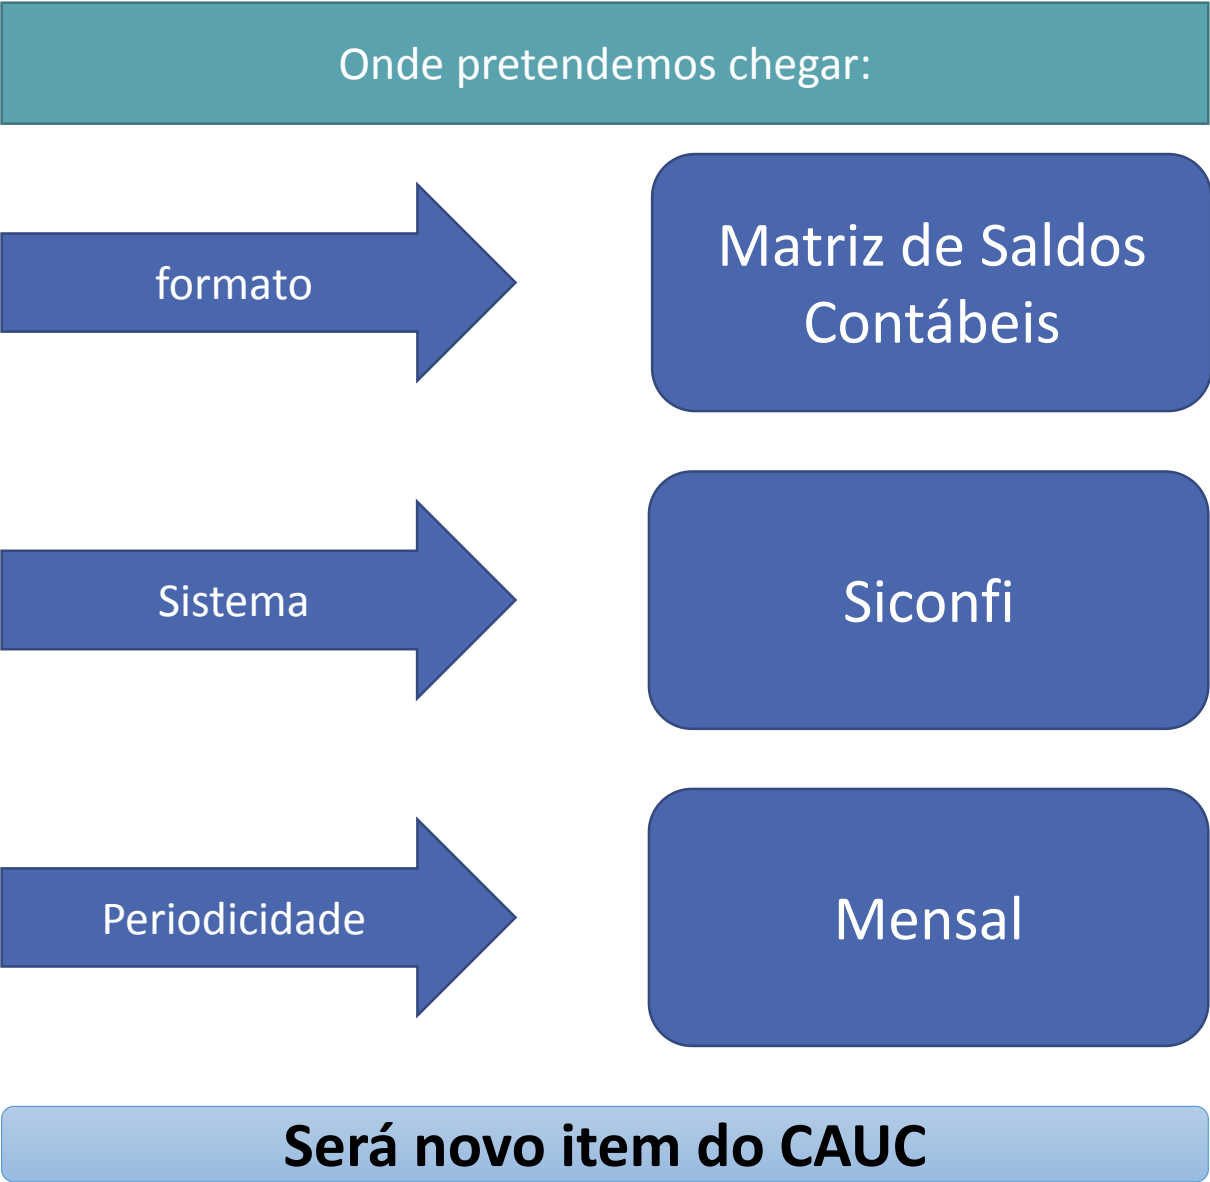 Onde pretendemos chegar:
formato
Matriz de Saldos
Contábeis
Sistema
Siconfi
Periodicidade
Mensal
Será novo item do CAUC